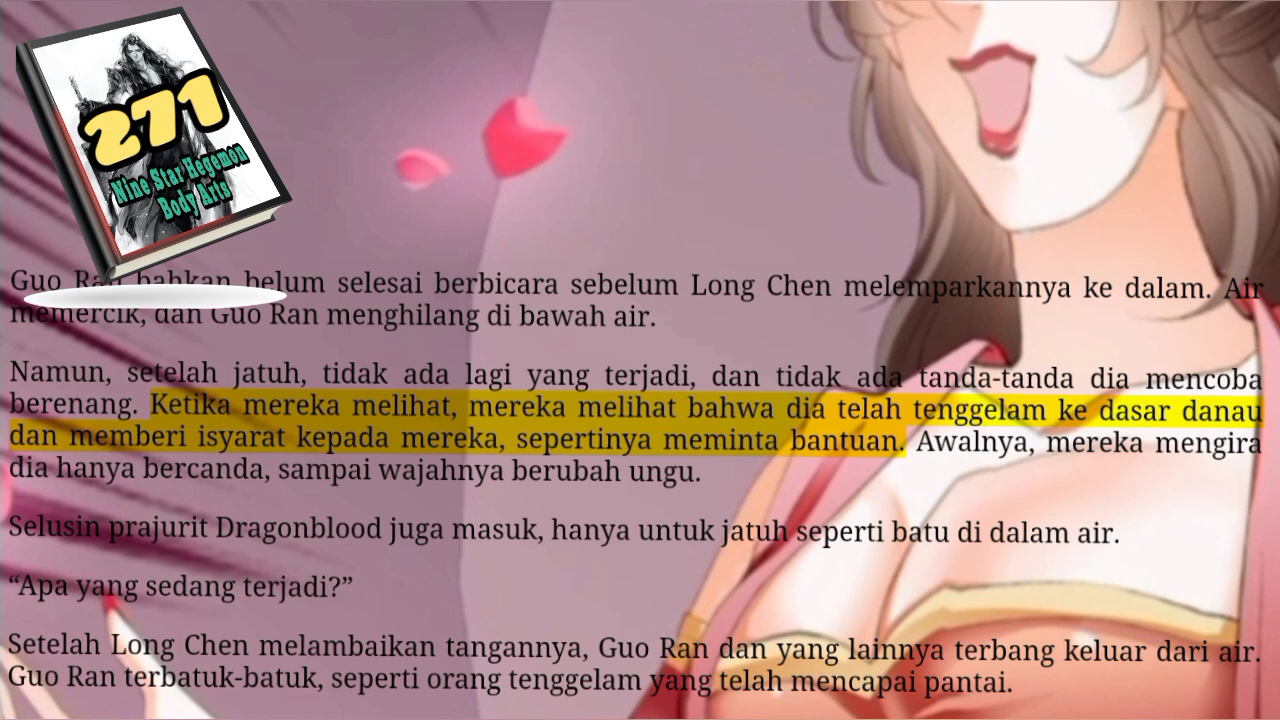 271
Nine Star Hegemon
Body Arts
Guo Ran bahkan belum selesai berbicara sebelum Long Chen melemparkannya ke dalam. Air
memercik, dan Guo Ran menghilang di bawah air.
Namun, setelah jatuh, tidak ada lagi yang terjadi, dan tidak ada tanda-tanda dia mencoba
berenang. Ketika mereka melihat, mereka melihat bahwa dia telah tenggelam ke dasar danau
dan memberi isyarat kepada mereka, sepertinya meminta bantuan. Awalnya, mereka mengira
dia hanya bercanda, sampai wajahnya berubah ungu.
Selusin prajurit Dragonblood juga masuk, hanya untuk jatuh seperti batu di dalam air.
“Apa yang sedang terjadi?”
Setelah Long Chen melambaikan tangannya, Guo Ran dan yang lainnya terbang keluar dari air.
Guo Ran terbatuk-batuk, seperti orang tenggelam yang telah mencapai pantai.